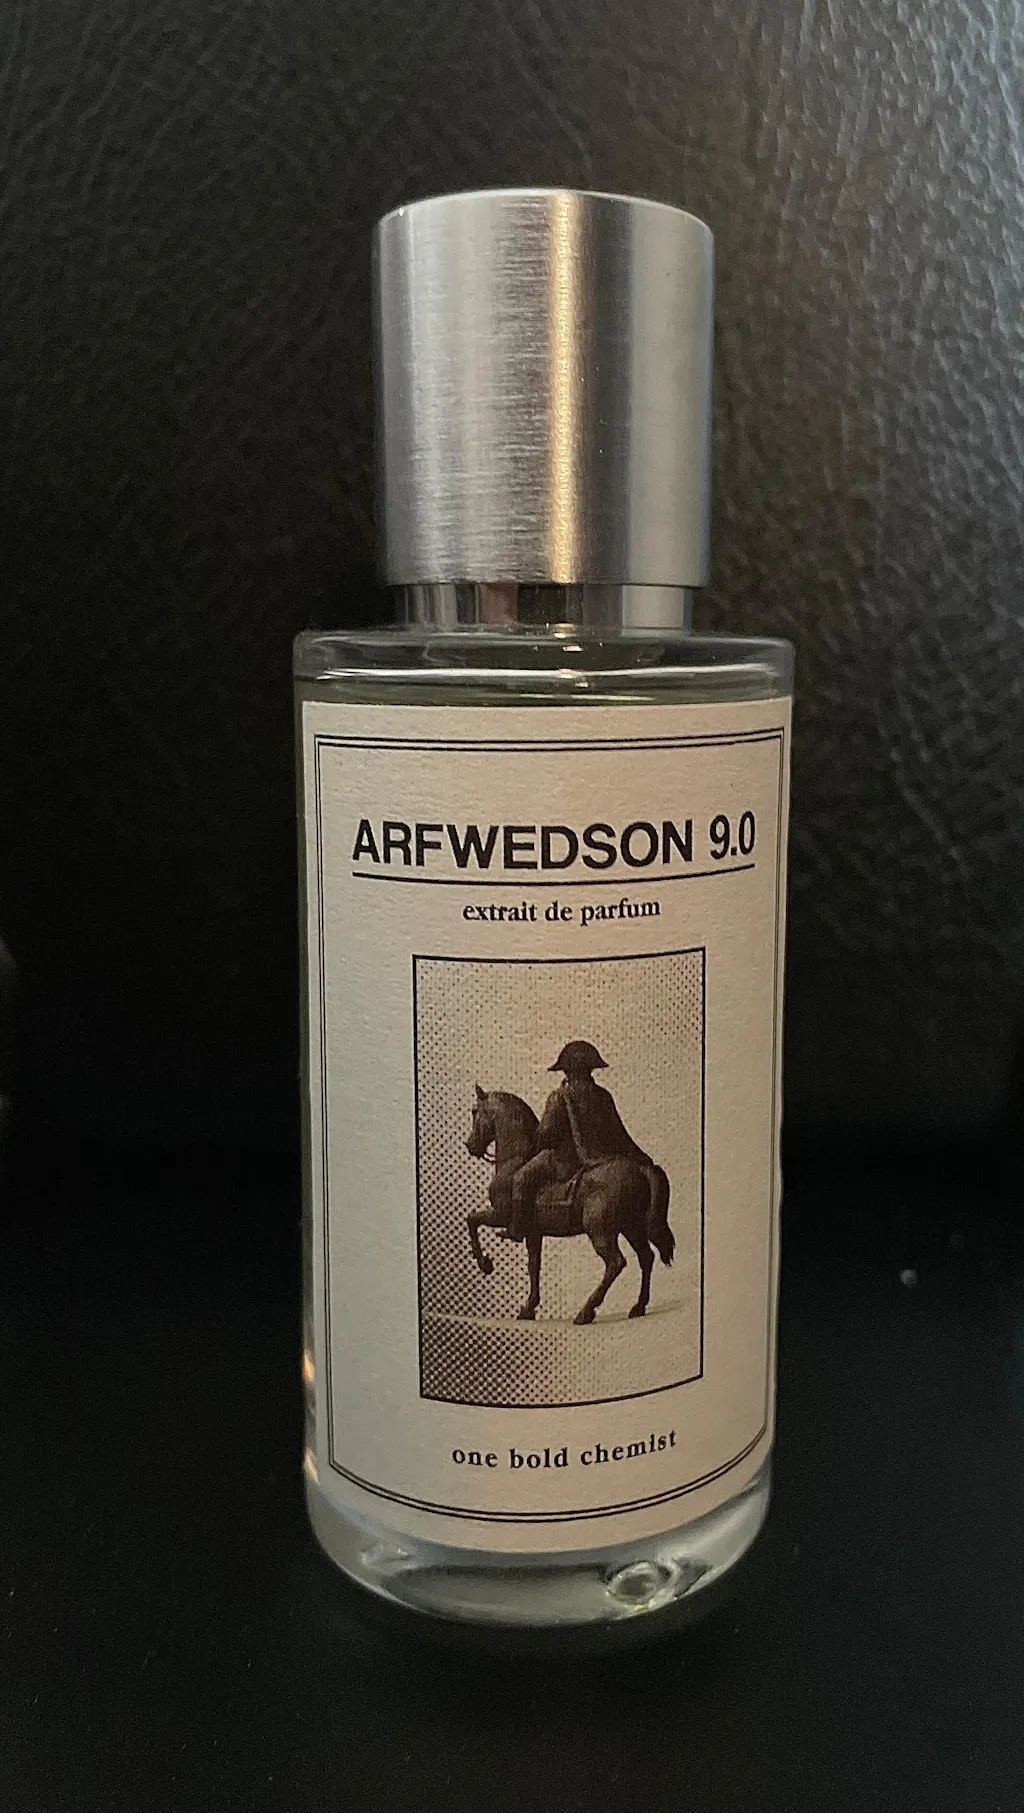 ARFWEDSON 9.0
extrait de parfum
one bold chemist